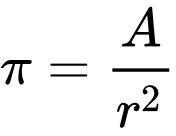 π = A / r²